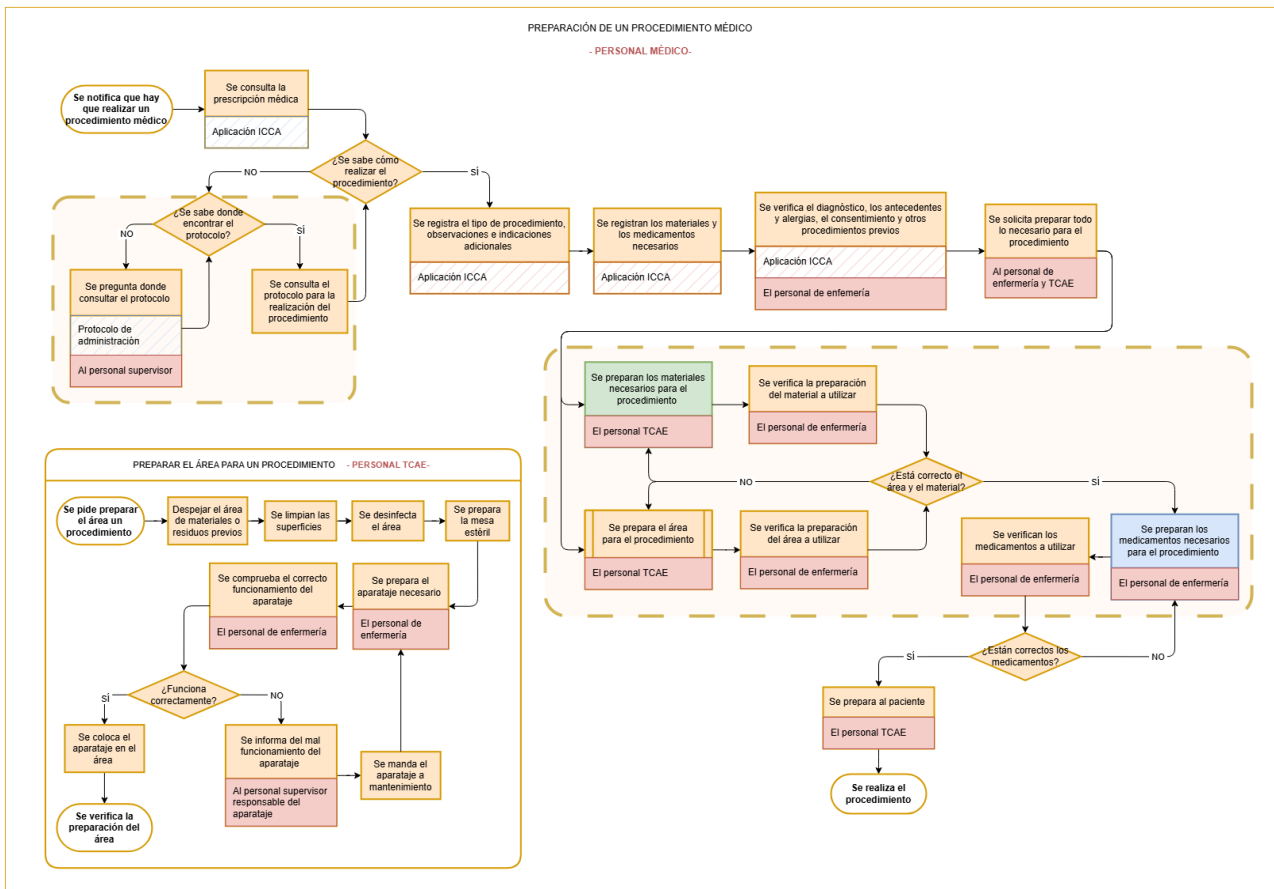 PREPARACIÓN DE UN PROCEDIMIENTO MÉDICO
- PERSONAL MÉDICO-
Se notifica que hay
que realizar un
procedimiento médico
Se consulta la
prescripción médica
Aplicación ICCA
¿Se sabe cómo
realizar el
procedimiento?
NO
SÍ
¿Se sabe donde
encontrar el
protocolo?
NO
SÍ
Se pregunta donde
consultar el protocolo
Protocolo de
administración
Al personal supervisor
Se consulta el
protocolo para la
realización del
procedimiento
Se registra el tipo de procedimiento,
observaciones e indicaciones
adicionales
Aplicación ICCA
Se registran los materiales y
los medicamentos
necesarios
Aplicación ICCA
Se verifica el diagnóstico, los antecedentes
y alergias, el consentimiento y otros
procedimientos previos
Aplicación ICCA
El personal de enfermería
Se solicita preparar todo
lo necesario para el
procedimiento
Al personal de
enfermería y TCAE
Se preparan los materiales
necesarios para el
procedimiento
El personal TCAE
Se verifica la preparación
del material a utilizar
El personal de enfermería
¿Está correcto el
área y el material?
NO
SÍ
Se prepara el área
para el procedimiento
El personal TCAE
Se verifica la preparación
del área a utilizar
El personal de enfermería
Se verifican los
medicamentos a utilizar
El personal de enfermería
Se preparan los
medicamentos necesarios
para el procedimiento
El personal de enfermería
¿Están correctos los
medicamentos?
SÍ
NO
Se prepara al paciente
El personal TCAE
Se realiza el
procedimiento
PREPARAR EL ÁREA PARA UN PROCEDIMIENTO - PERSONAL TCAE-
Se pide preparar
el área un
procedimiento
Despejar el área
de materiales o
residuos previos
Se limpian las
superficies
Se desinfecta
el área
Se prepara
la mesa
estéril
Se comprueba el correcto
funcionamiento del
aparataje
El personal de enfermería
Se prepara el
aparataje necesario
El personal de
enfermería
¿Funciona
correctamente?
SÍ
NO
Se coloca el
aparataje en el
área
Se informa del mal
funcionamiento del
aparataje
Al personal supervisor
responsable del
aparataje
Se manda el
aparataje a
mantenimiento
Se verifica la
preparación del
área